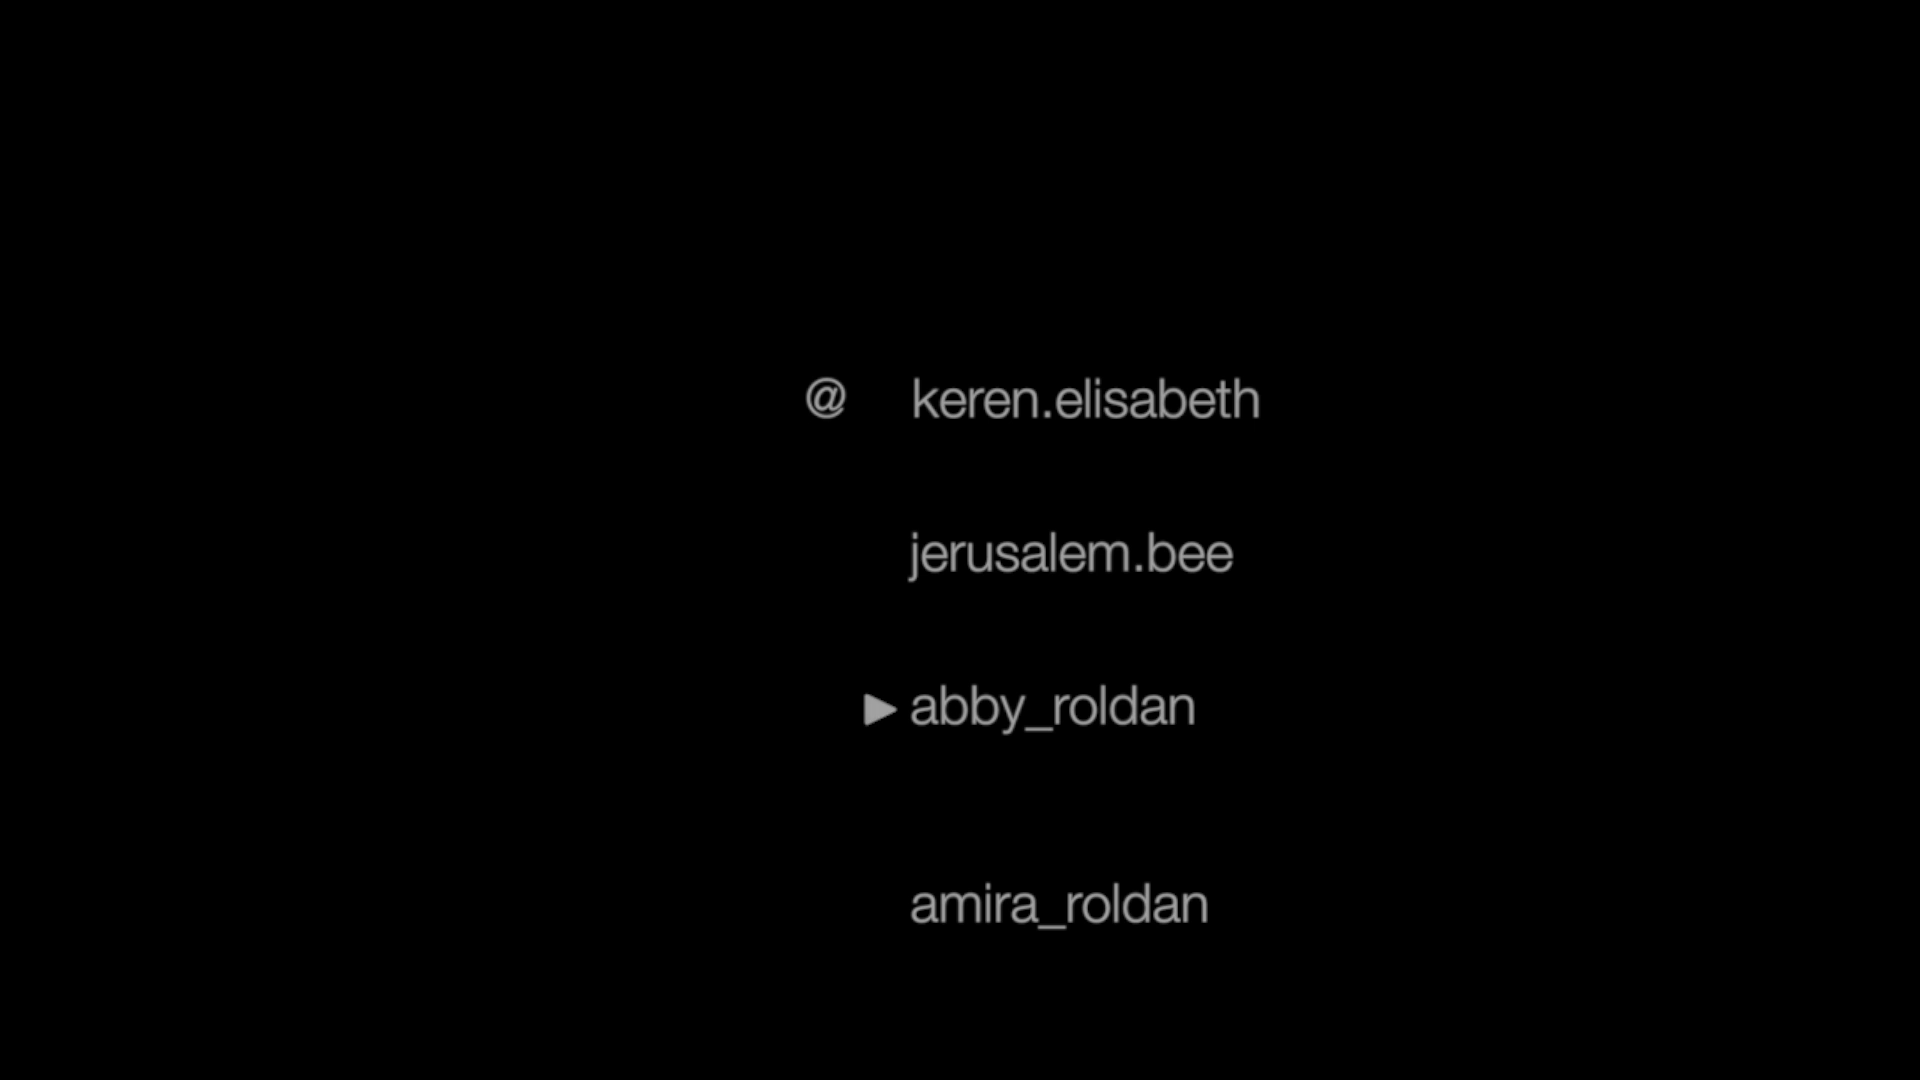 @ keren.elisabeth
jerusalem.bee
▶ abby_roldan
amira_roldan